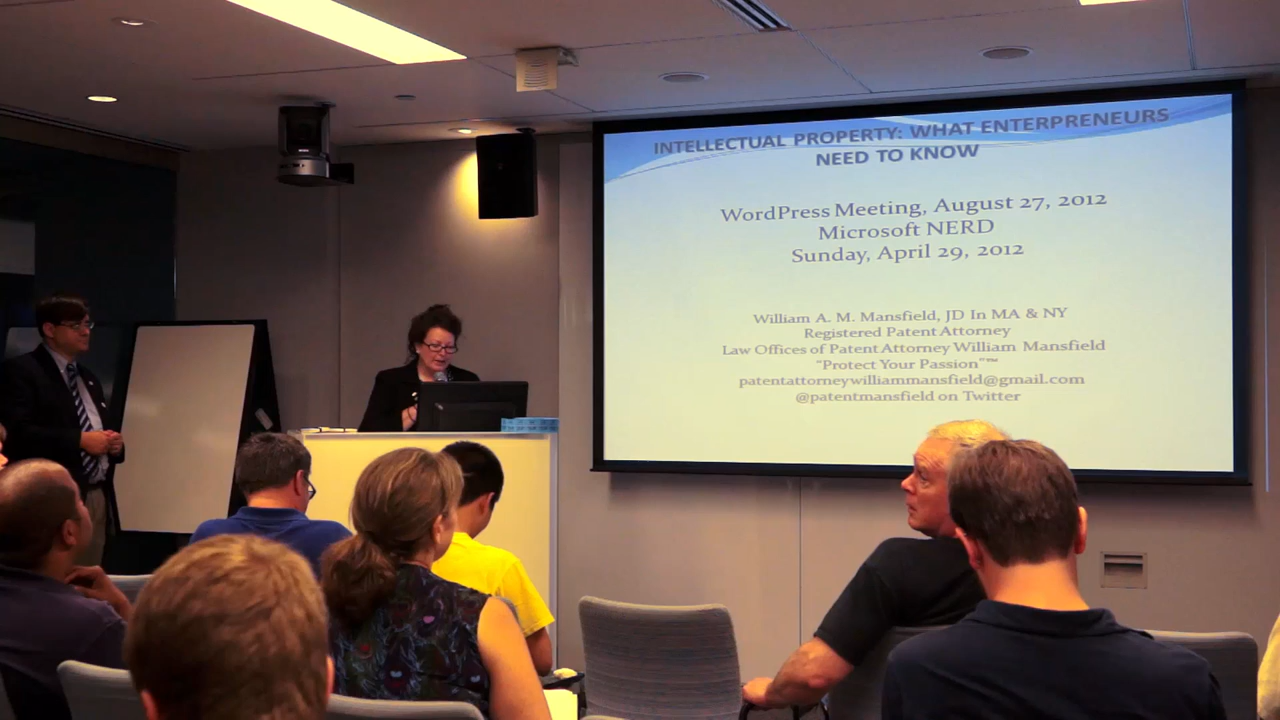 INTELLECTUAL PROPERTY: WHAT ENTERPRENEURS
NEED TO KNOW
WordPress Meeting, August 27, 2012
Microsoft NERD
Sunday, April 29, 2012
William A. M. Mansfield, JD In MA & NY
Registered Patent Attorney
Law Offices of Patent Attorney William Mansfield
"Protect Your Passion"™
patentattorneywilliammansfield@gmail.com
@patentmansfield on Twitter